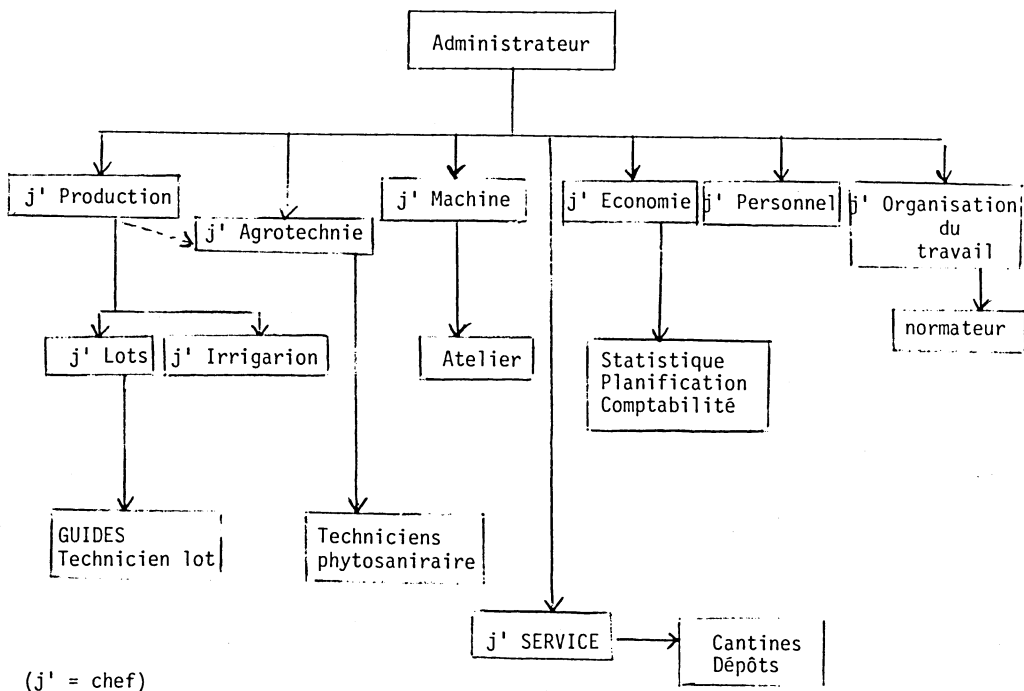 Administrateur
j' Production
j' Agrotechnie
j' Machine
j' Economie
j' Personnel
j' Organisation
du
travail
j' Lots
j' Irrigarion
Atelier
Statistique
Planification
Comptabilité
normateur
GUIDES
Technicien lot
Techniciens
phytosaniraire
j' SERVICE
Cantines
Dépôts
(j' = chef)